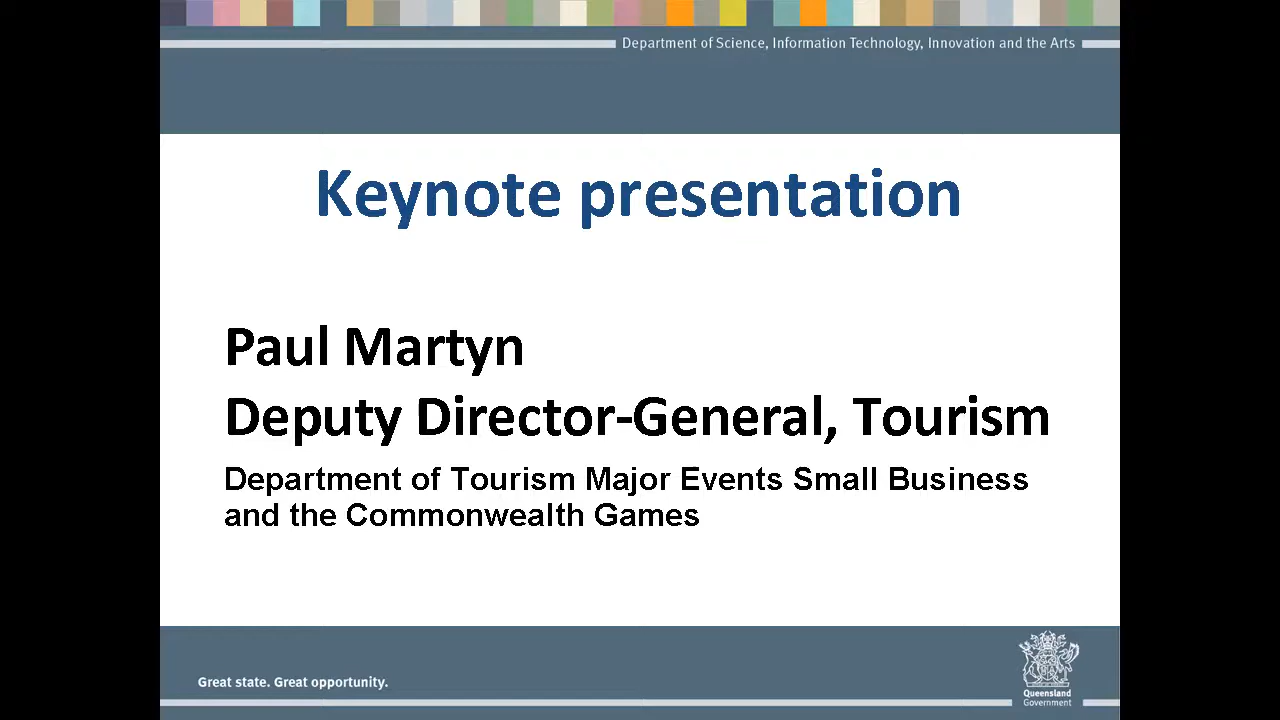 Department of Science, Information Technology, Innovation and the Arts
Keynote presentation
Paul Martyn
Deputy Director-General, Tourism
Department of Tourism Major Events Small Business
and the Commonwealth Games
Great state. Great opportunity.
Queensland
Government